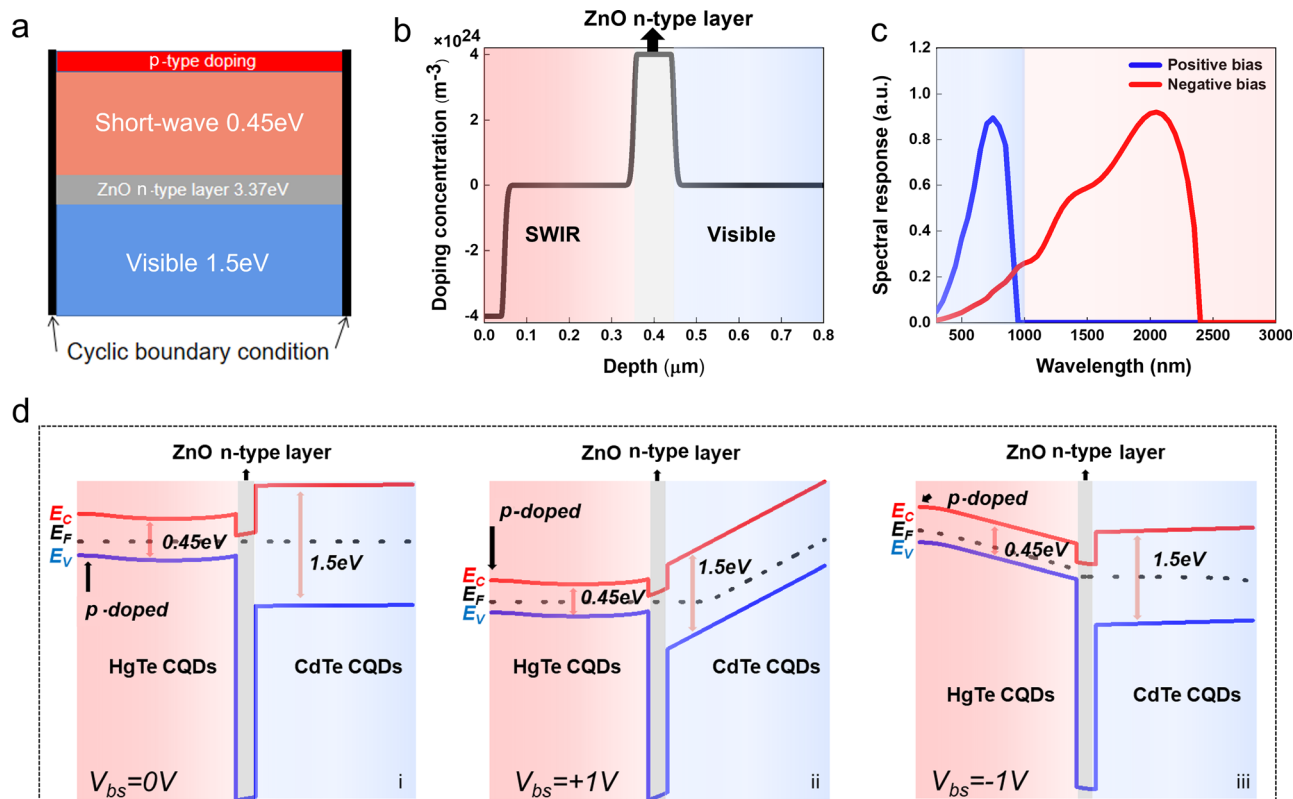 a
p-type doping
Short-wave 0.45eV
ZnO n-type layer 3.37eV
Visible 1.5eV
Cyclic boundary condition
b
ZnO n-type layer
×10²⁴
Doping concentration (m⁻³)
4
2
0
-2
-4
SWIR
Visible
0.0 0.1 0.2 0.3 0.4 0.5 0.6 0.7 0.8
Depth (μm)
c
Spectral response (a.u.)
1.2
1.0
0.8
0.6
0.4
0.2
0.0
Positive bias
Negative bias
500 1000 1500 2000 2500 3000
Wavelength (nm)
d
ZnO n-type layer
E_C
E_F
E_V
0.45eV
1.5eV
p-doped
HgTe CQDs
CdTe CQDs
V_bs=0V
i
ZnO n-type layer
p-doped
E_C
E_F
E_V
0.45eV
1.5eV
HgTe CQDs
CdTe CQDs
V_bs=+1V
ii
ZnO n-type layer
p-doped
E_C
E_F
E_V
0.45eV
1.5eV
HgTe CQDs
CdTe CQDs
V_bs=-1V
iii